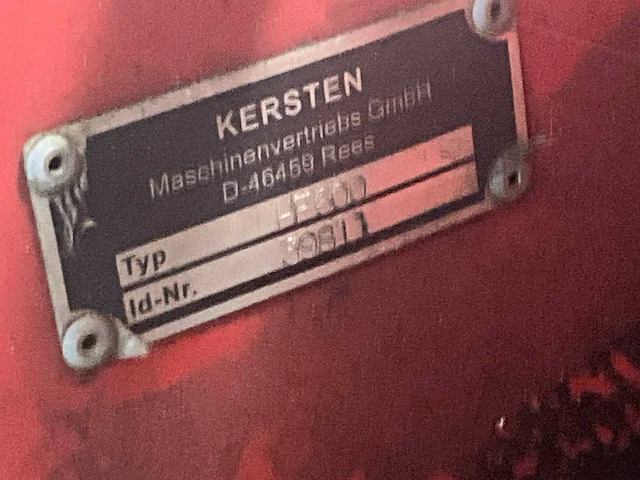 KERSTEN
Maschinenvertriebs GmbH
D-46459 Rees
Typ
Id-Nr.